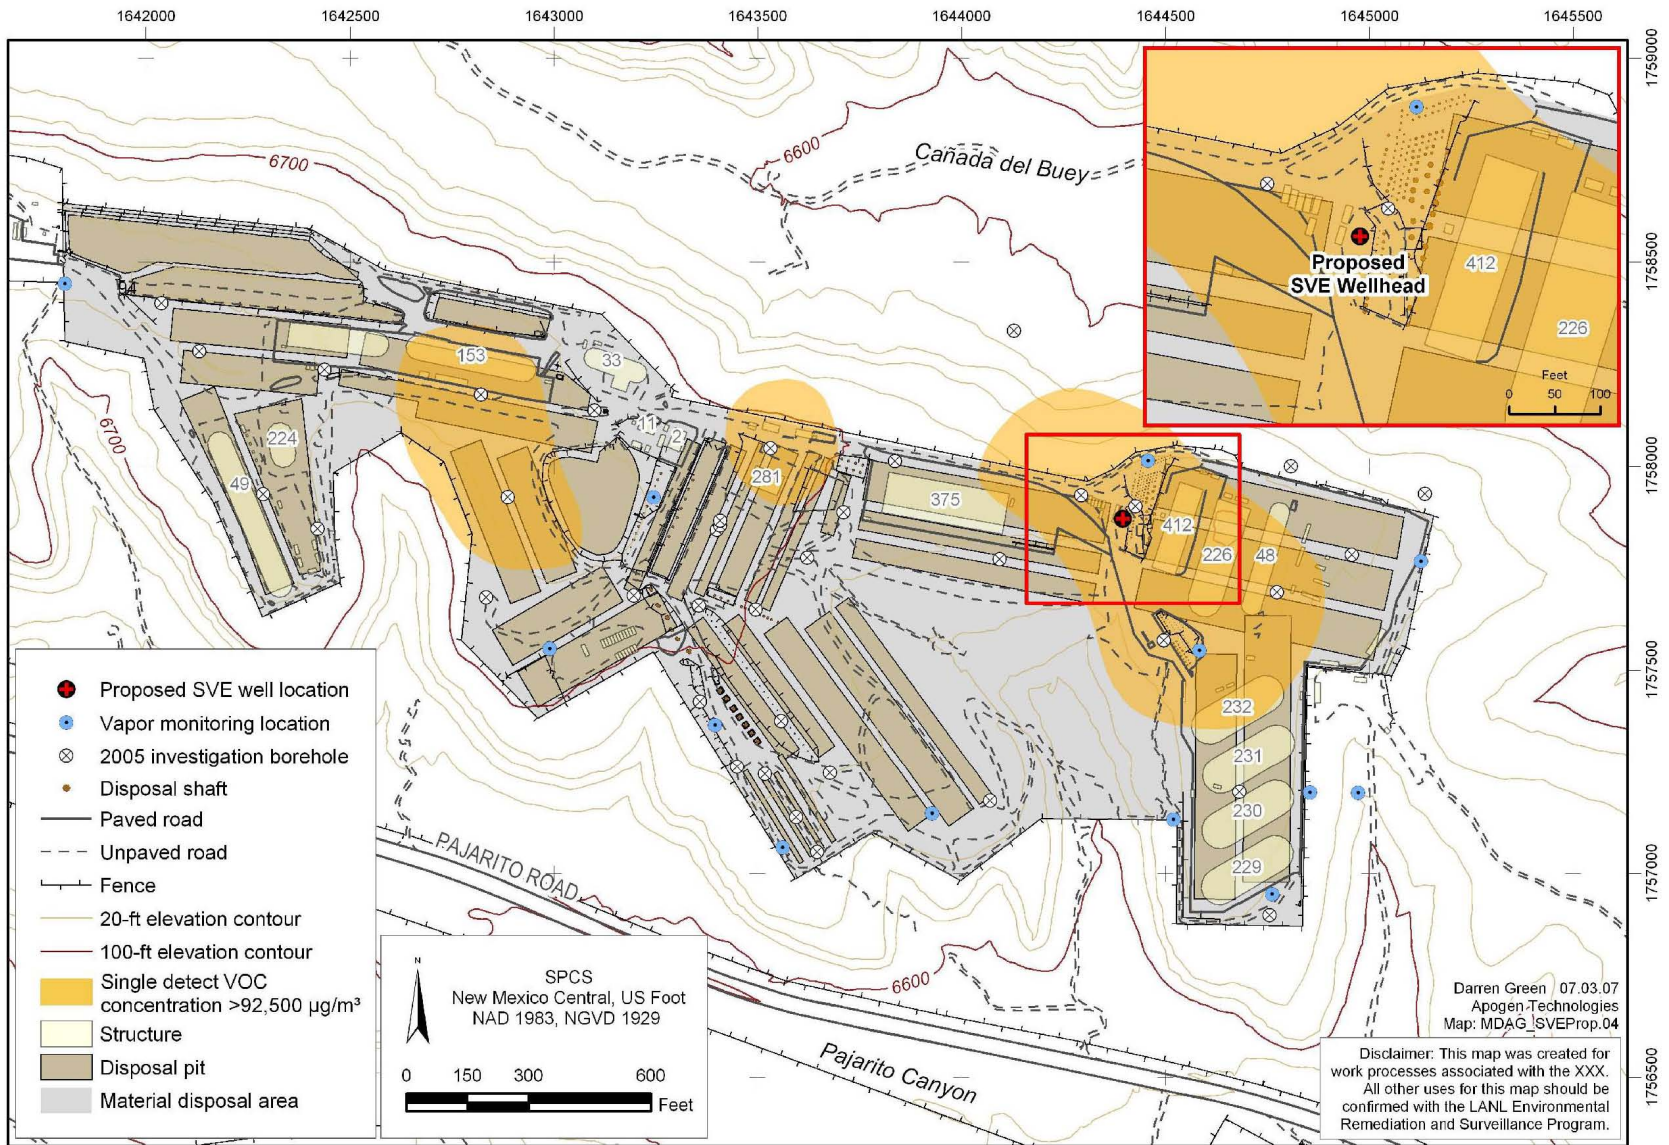 1642000
1642500
1643000
1643500
1644000
1644500
1645000
1645500
1759000
1758500
1758000
1757500
1757000
1756500
6700
6600
Cañada del Buey
Proposed
SVE Wellhead
412
226
Feet
0 50 100
153
33
6700
224
49
11
2
281
375
412
226
48
232
231
230
229
PAJARITO ROAD
6600
Pajarito Canyon
Proposed SVE well location
Vapor monitoring location
2005 investigation borehole
Disposal shaft
Paved road
Unpaved road
Fence
20-ft elevation contour
100-ft elevation contour
Single detect VOC
concentration >92,500 µg/m³
Structure
Disposal pit
Material disposal area
N
SPCS
New Mexico Central, US Foot
NAD 1983, NGVD 1929
0 150 300 600
Feet
Darren Green 07.03.07
Apogen Technologies
Map: MDAG_SVEProp.04
Disclaimer: This map was created for
work processes associated with the XXX.
All other uses for this map should be
confirmed with the LANL Environmental
Remediation and Surveillance Program.